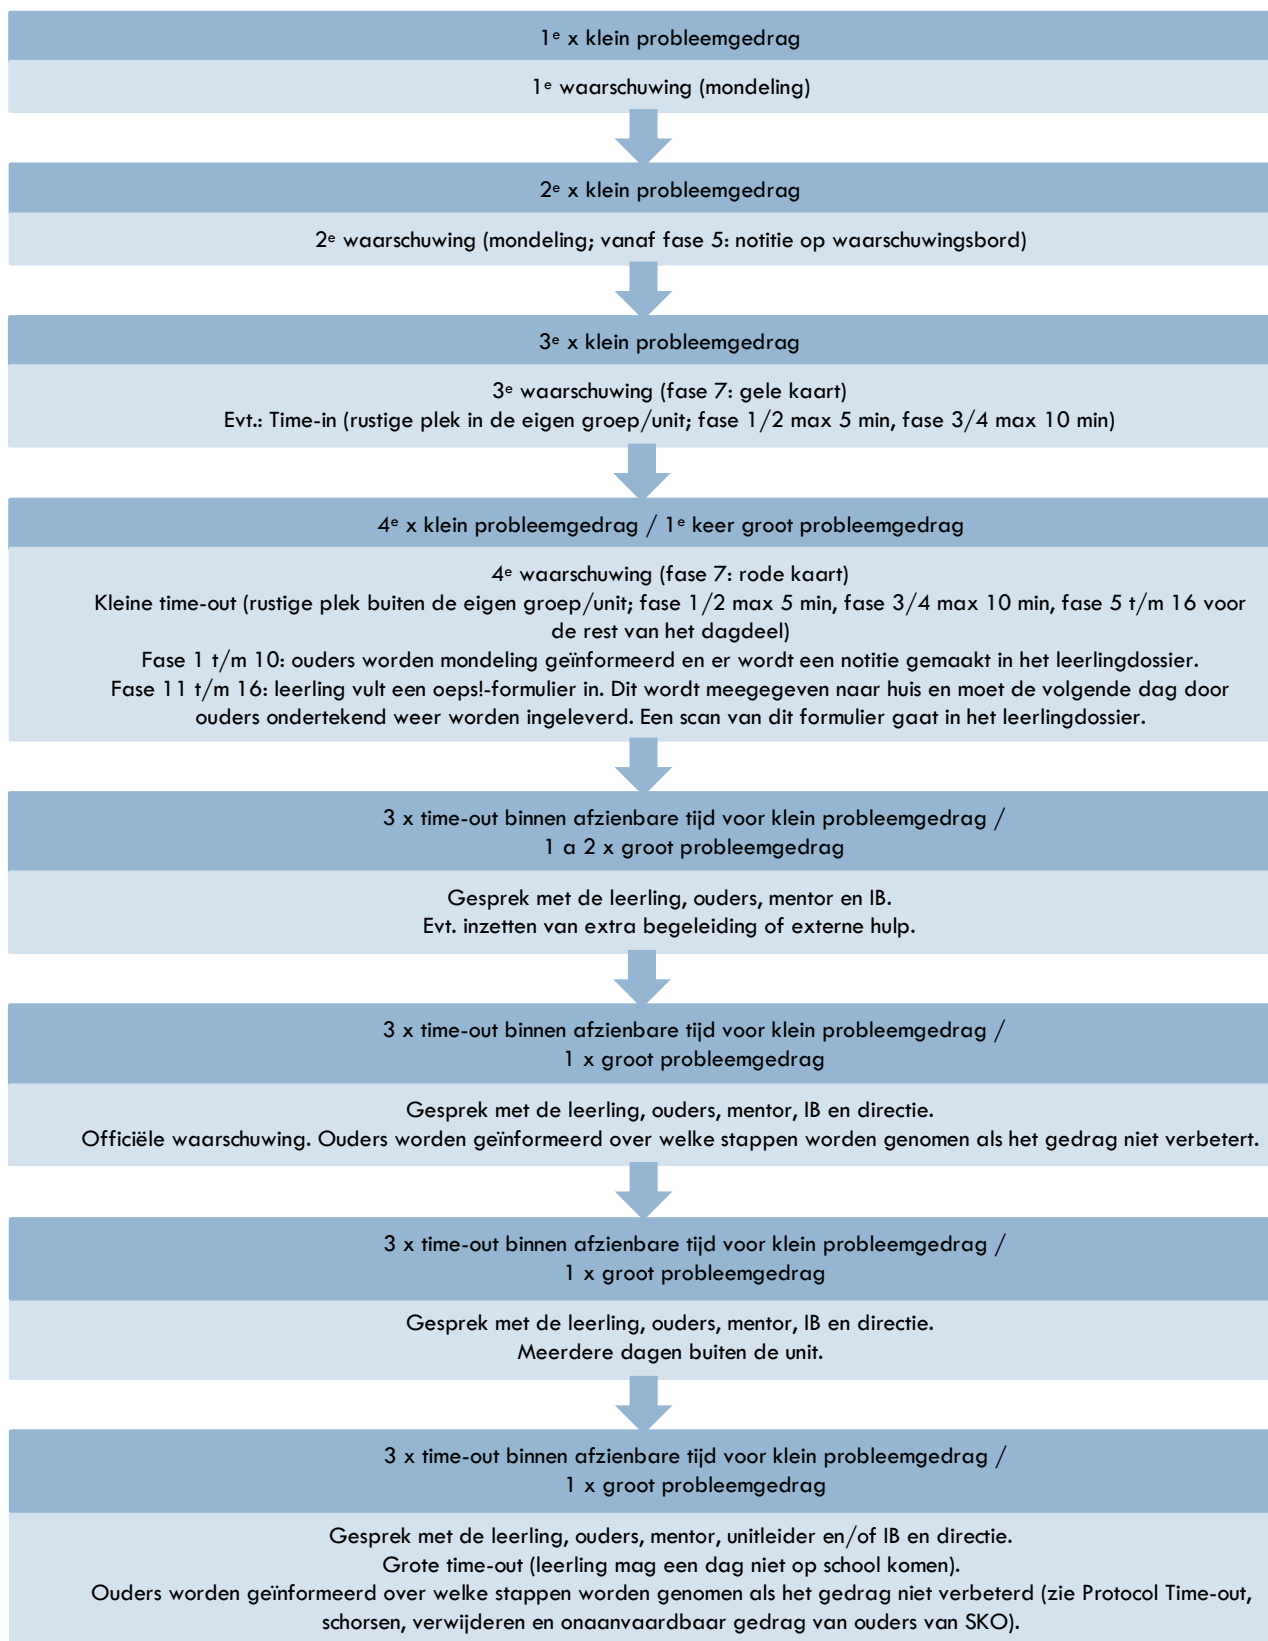 1e x klein probleemgedrag
1e waarschuwing (mondeling)
2e x klein probleemgedrag
2e waarschuwing (mondeling; vanaf fase 5: notitie op waarschuwingsbord)
3e x klein probleemgedrag
3e waarschuwing (fase 7: gele kaart)
Evt.: Time-in (rustige plek in de eigen groep/unit; fase 1/2 max 5 min, fase 3/4 max 10 min)
4e x klein probleemgedrag / 1e keer groot probleemgedrag
4e waarschuwing (fase 7: rode kaart)
Kleine time-out (rustige plek buiten de eigen groep/unit; fase 1/2 max 5 min, fase 3/4 max 10 min, fase 5 t/m 16 voor
de rest van het dagdeel)
Fase 1 t/m 10: ouders worden mondeling geïnformeerd en er wordt een notitie gemaakt in het leerlingdossier.
Fase 11 t/m 16: leerling vult een oeps!-formulier in. Dit wordt meegegeven naar huis en moet de volgende dag door
ouders ondertekend weer worden ingeleverd. Een scan van dit formulier gaat in het leerlingdossier.
3 x time-out binnen afzienbare tijd voor klein probleemgedrag /
1 a 2 x groot probleemgedrag
Gesprek met de leerling, ouders, mentor en IB.
Evt. inzetten van extra begeleiding of externe hulp.
3 x time-out binnen afzienbare tijd voor klein probleemgedrag /
1 x groot probleemgedrag
Gesprek met de leerling, ouders, mentor, IB en directie.
Officiële waarschuwing. Ouders worden geïnformeerd over welke stappen worden genomen als het gedrag niet verbetert.
3 x time-out binnen afzienbare tijd voor klein probleemgedrag /
1 x groot probleemgedrag
Gesprek met de leerling, ouders, mentor, IB en directie.
Meerdere dagen buiten de unit.
3 x time-out binnen afzienbare tijd voor klein probleemgedrag /
1 x groot probleemgedrag
Gesprek met de leerling, ouders, mentor, unitleider en/of IB en directie.
Grote time-out (leerling mag een dag niet op school komen).
Ouders worden geïnformeerd over welke stappen worden genomen als het gedrag niet verbeterd (zie Protocol Time-out,
schorsen, verwijderen en onaanvaardbaar gedrag van ouders van SKO).